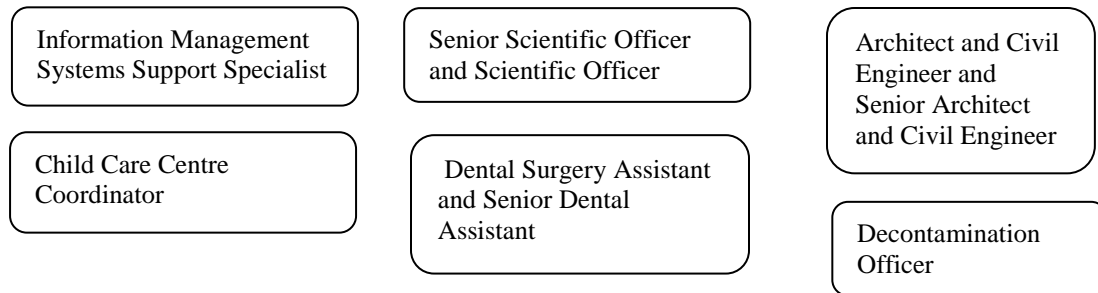 Information Management
Systems Support Specialist
Senior Scientific Officer
and Scientific Officer
Architect and Civil
Engineer and
Senior Architect
and Civil Engineer
Child Care Centre
Coordinator
Dental Surgery Assistant
and Senior Dental
Assistant
Decontamination
Officer